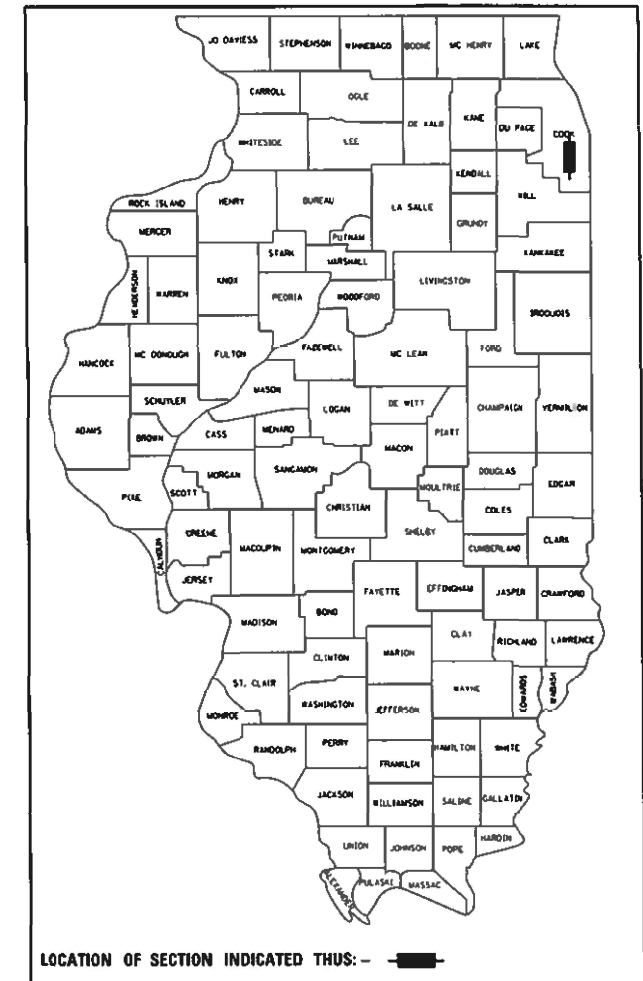 JO DAVIESS STEPHENSON WINNEBAGO BOONE MC HENRY LAKE
CARROLL OGLE DE KALB KANE DU PAGE COOK
WHITESIDE LEE KENDALL WILL
ROCK ISLAND HENRY BUREAU LA SALLE GRUNDY
MERCER PUTNAM KANKAKEE
STARK MARSHALL
HENDERSON WARREN KNOX PEORIA WOODFORD LIVINGSTON IROQUOIS
HANCOCK MC DONOUGH FULTON TAZEWELL MC LEAN FORD
SCHUYLER MASON LOGAN DE WITT CHAMPAIGN VERMILION
ADAMS BROWN CASS MENARD MACON PIATT
PIKE SCOTT MORGAN SANGAMON CHRISTIAN MOULTRIE DOUGLAS EDGAR
COLES
CALHOUN GREENE MACOUPIN MONTGOMERY SHELBY CUMBERLAND CLARK
JERSEY FAYETTE EFFINGHAM JASPER CRAWFORD
MADISON BOND CLAY RICHLAND LAWRENCE
CLINTON MARION
ST. CLAIR WASHINGTON JEFFERSON WAYNE EDWARDS WABASH
MONROE
RANDOLPH PERRY FRANKLIN HAMILTON WHITE
JACKSON WILLIAMSON SALINE GALLATIN
UNION JOHNSON POPE HARDIN
ALEXANDER PULASKI MASSAC
LOCATION OF SECTION INDICATED THUS: -